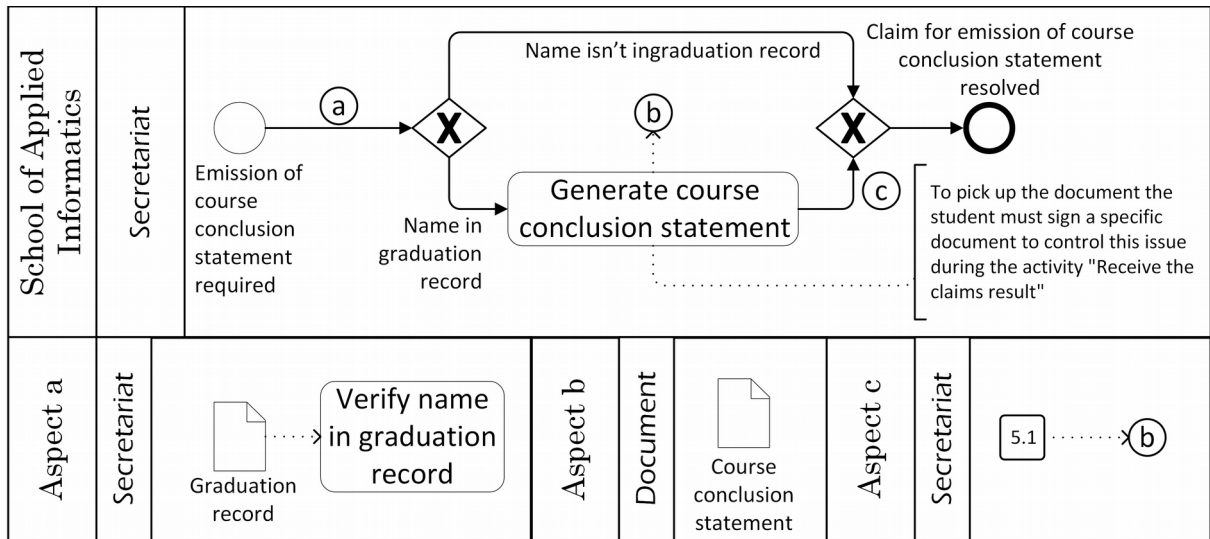 School of Applied
Informatics
Secretariat
Emission of
course
conclusion
statement
required
a
X
Name isn't ingraduation record
Name in
graduation
record
b
Generate course
conclusion statement
X
c
Claim for emission of course
conclusion statement
resolved
To pick up the document the
student must sign a specific
document to control this issue
during the activity "Receive the
claims result"
Aspect a
Secretariat
Graduation
record
Verify name
in graduation
record
Aspect b
Document
Course
conclusion
statement
Aspect c
Secretariat
5.1
b